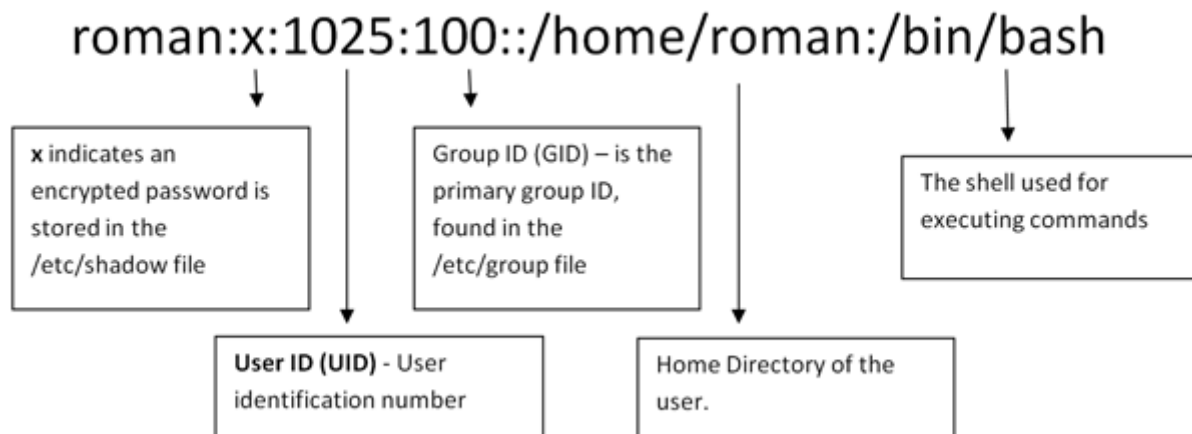 roman:x:1025:100::/home/roman:/bin/bash
x indicates an
encrypted password is
stored in the
/etc/shadow file
Group ID (GID) – is the
primary group ID,
found in the
/etc/group file
The shell used for
executing commands
User ID (UID) - User
identification number
Home Directory of the
user.